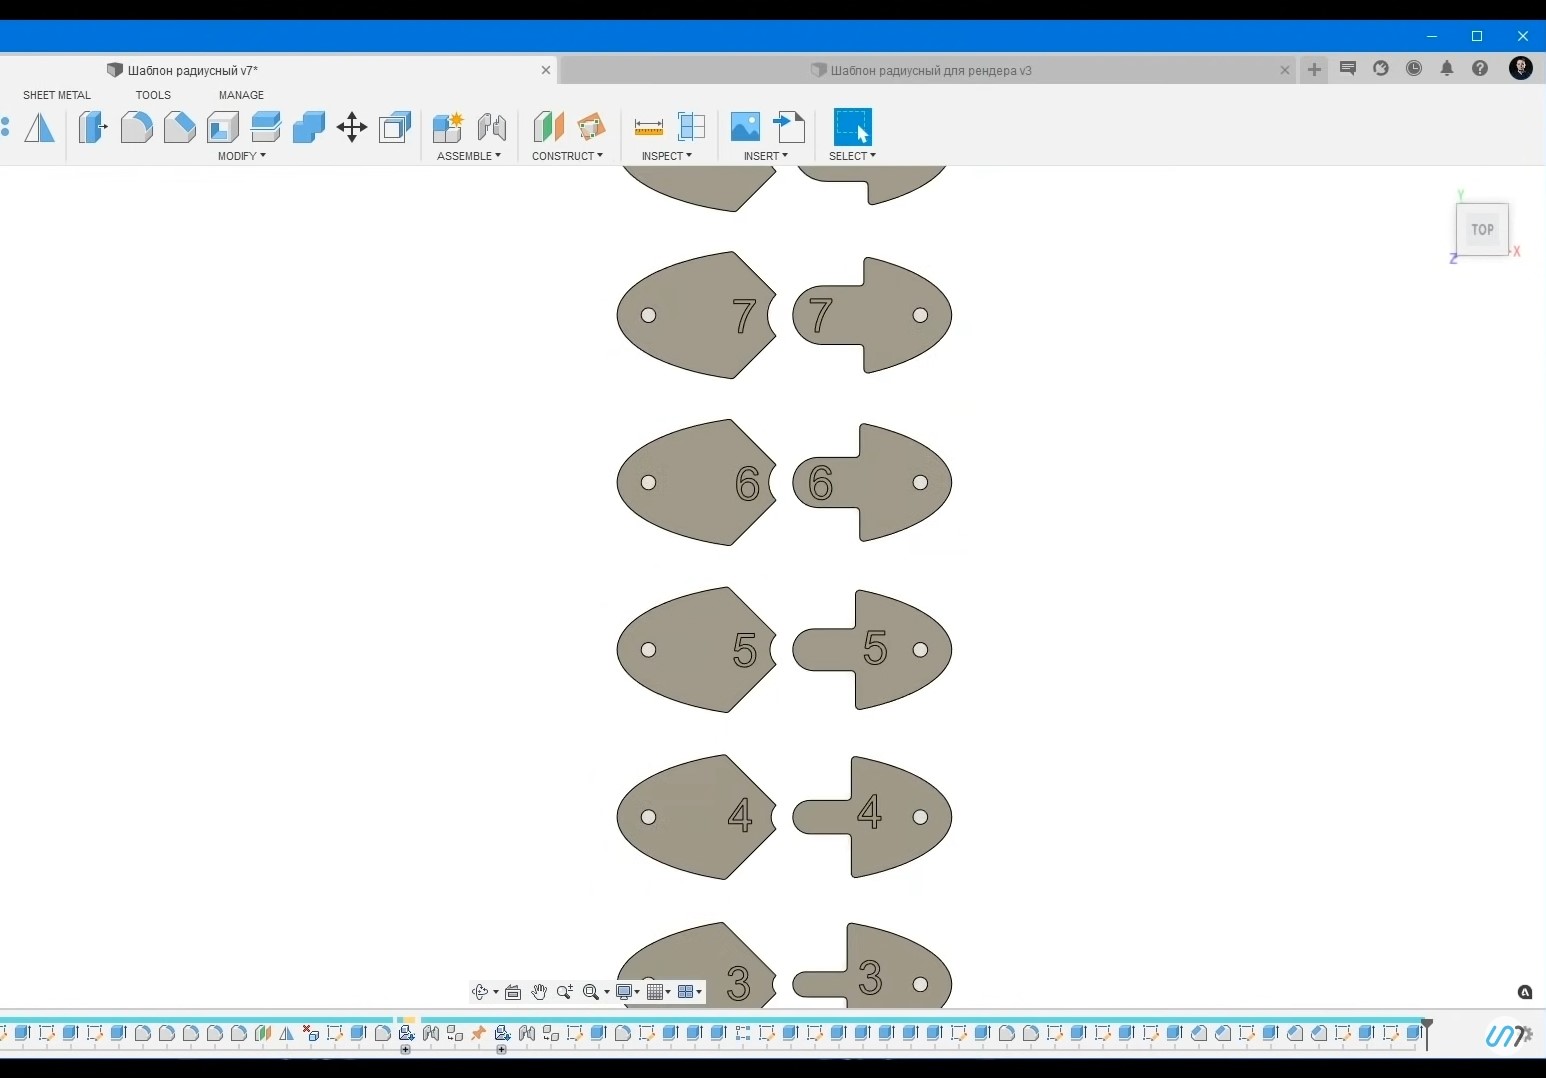 Шаблон радиусный v7*
Шаблон радиусный для рендера v3
SHEET METAL TOOLS MANAGE
MODIFY ASSEMBLE CONSTRUCT INSPECT INSERT SELECT
Y
TOP
X
Z
7 7
6 6
5 5
4 4
3 3